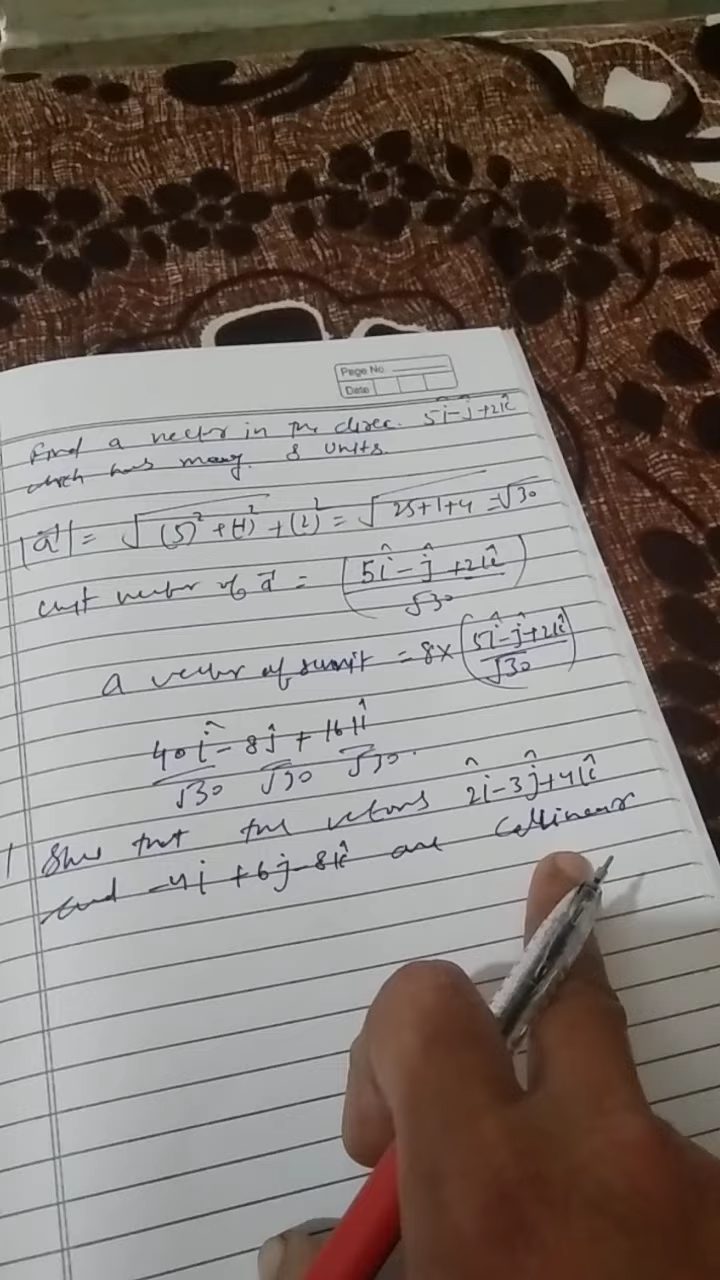 Page No
Date
Find a vector in the direc. 5î-ĵ+2k̂
which has mag. 8 units.
|a⃗| = √(5)²+(-1)²+(2)² = √25+1+4 = √30
unit vector of a⃗ = (5î-ĵ+2k̂/√30)
a vector of 8 unit = 8×(5î-ĵ+2k̂/√30)
40î/√30 - 8ĵ/√30 + 16k̂/√30.
Show that the vectors 2î-3ĵ+4k̂
and -4i+6j-8k̂ are collinear